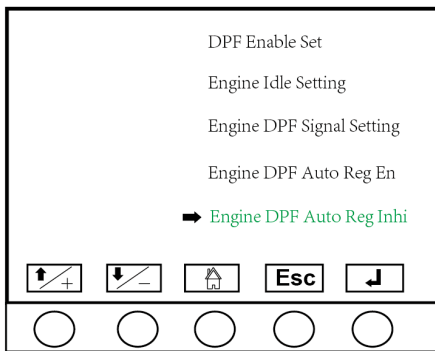 DPF Enable Set
Engine Idle Setting
Engine DPF Signal Setting
Engine DPF Auto Reg En
Engine DPF Auto Reg Inhi
+ - Esc